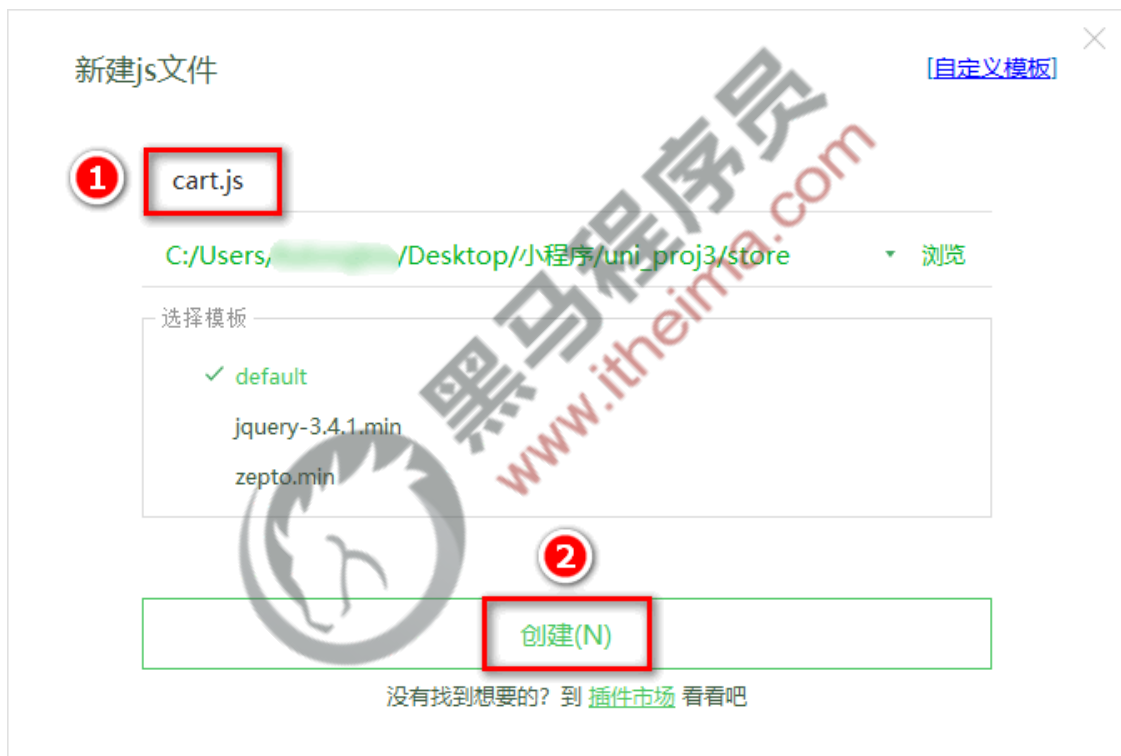 新建js文件
[自定义模板]
1
cart.js
C:/Users/ /Desktop/小程序/uni_proj3/store
浏览
选择模板
default
jquery-3.4.1.min
zepto.min
2
创建(N)
没有找到想要的？到 插件市场 看看吧
黑马程序员
www.itheima.com